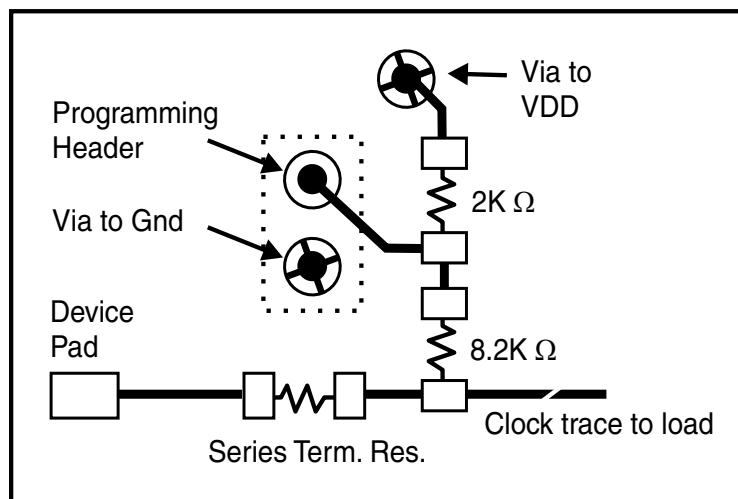 Via to
VDD
Programming
Header
2K Ω
Via to Gnd
Device
Pad
8.2K Ω
Clock trace to load
Series Term. Res.